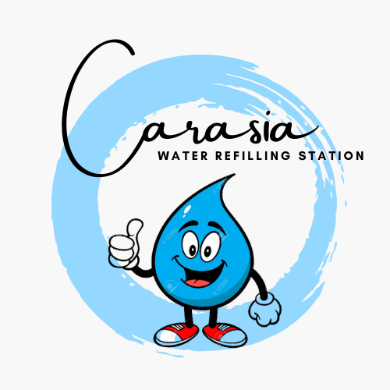 Carasia
WATER REFILLING STATION